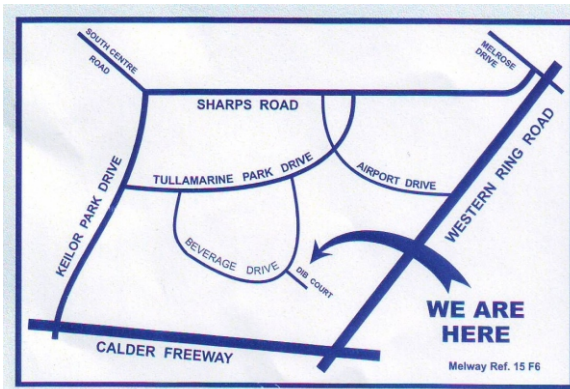 SOUTH CENTRE
ROAD
MELROSE
DRIVE
SHARPS ROAD
WESTERN RING ROAD
TULLAMARINE PARK DRIVE
AIRPORT DRIVE
KEILOR PARK DRIVE
BEVERAGE DRIVE
DIB COURT
WE ARE
HERE
CALDER FREEWAY
Melway Ref. 15 F6